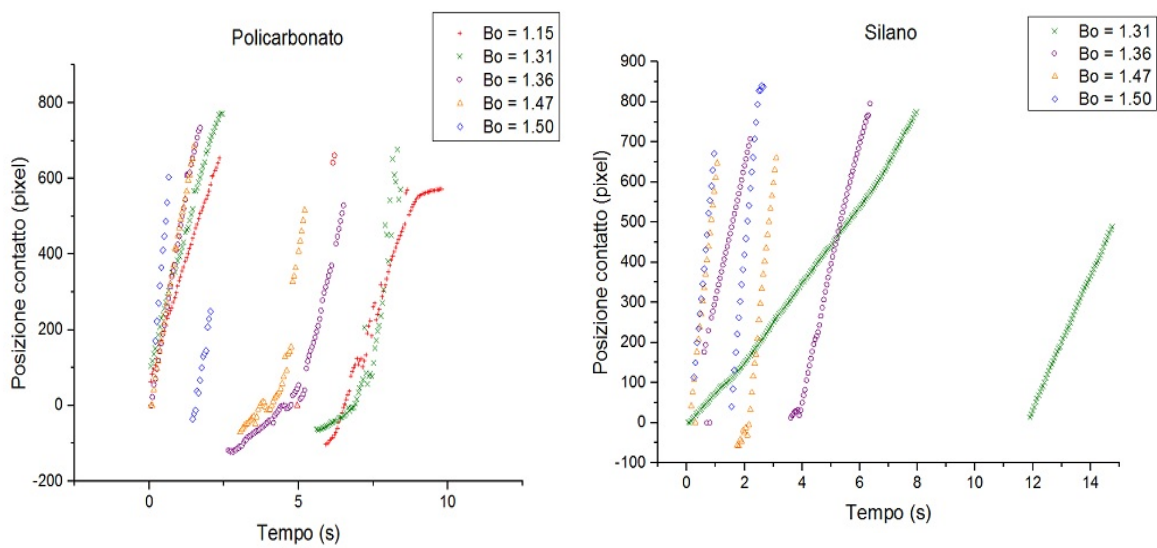 Policarbonato
Bo = 1.15
Bo = 1.31
Bo = 1.36
Bo = 1.47
Bo = 1.50
Posizione contatto (pixel)
800
600
400
200
0
-200
0
5
10
Tempo (s)
Silano
Bo = 1.31
Bo = 1.36
Bo = 1.47
Bo = 1.50
Posizione contatto (pixel)
900
800
700
600
500
400
300
200
100
0
-100
0
2
4
6
8
10
12
14
Tempo (s)